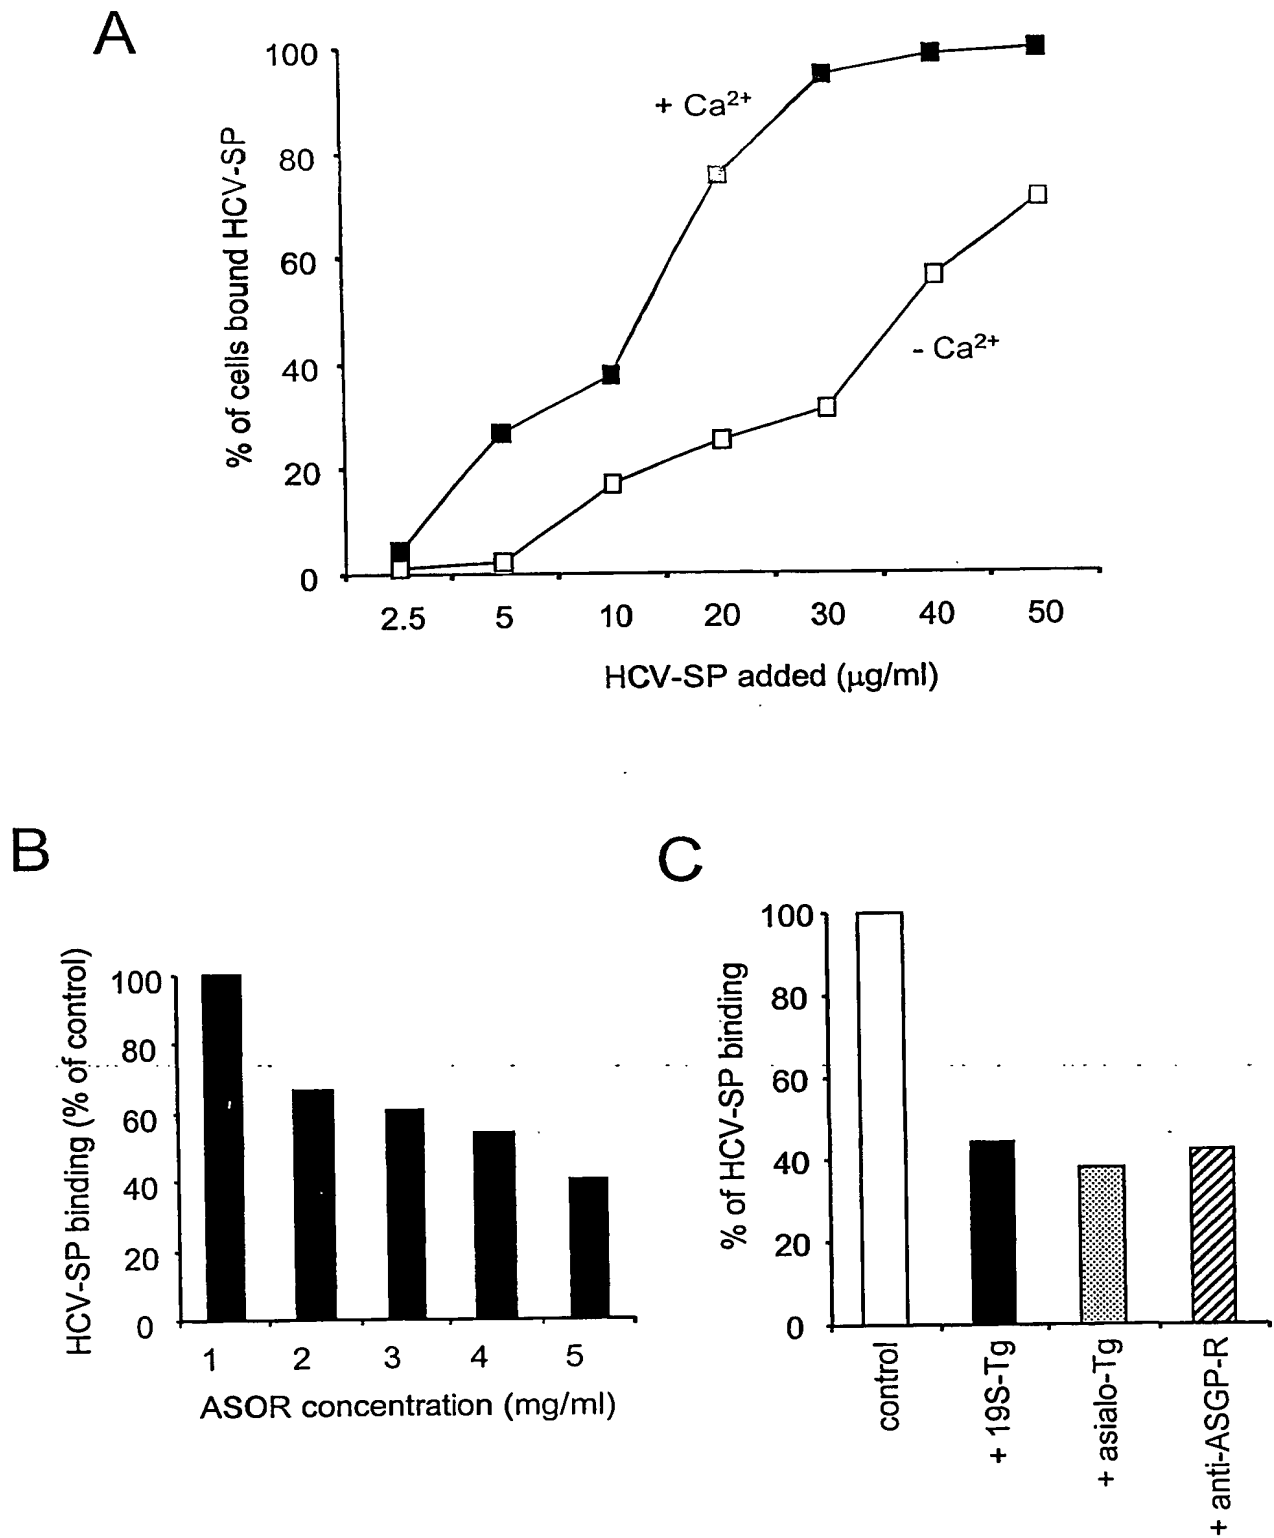 A
100
80
60
40
20
0
% of cells bound HCV-SP
+ Ca²⁺
- Ca²⁺
2.5 5 10 20 30 40 50
HCV-SP added (µg/ml)
B
100
80
60
40
20
0
HCV-SP binding (% of control)
1 2 3 4 5
ASOR concentration (mg/ml)
C
100
80
60
40
20
0
% of HCV-SP binding
control
+ 19S-Tg
+ asialo-Tg
+ anti-ASGP-R